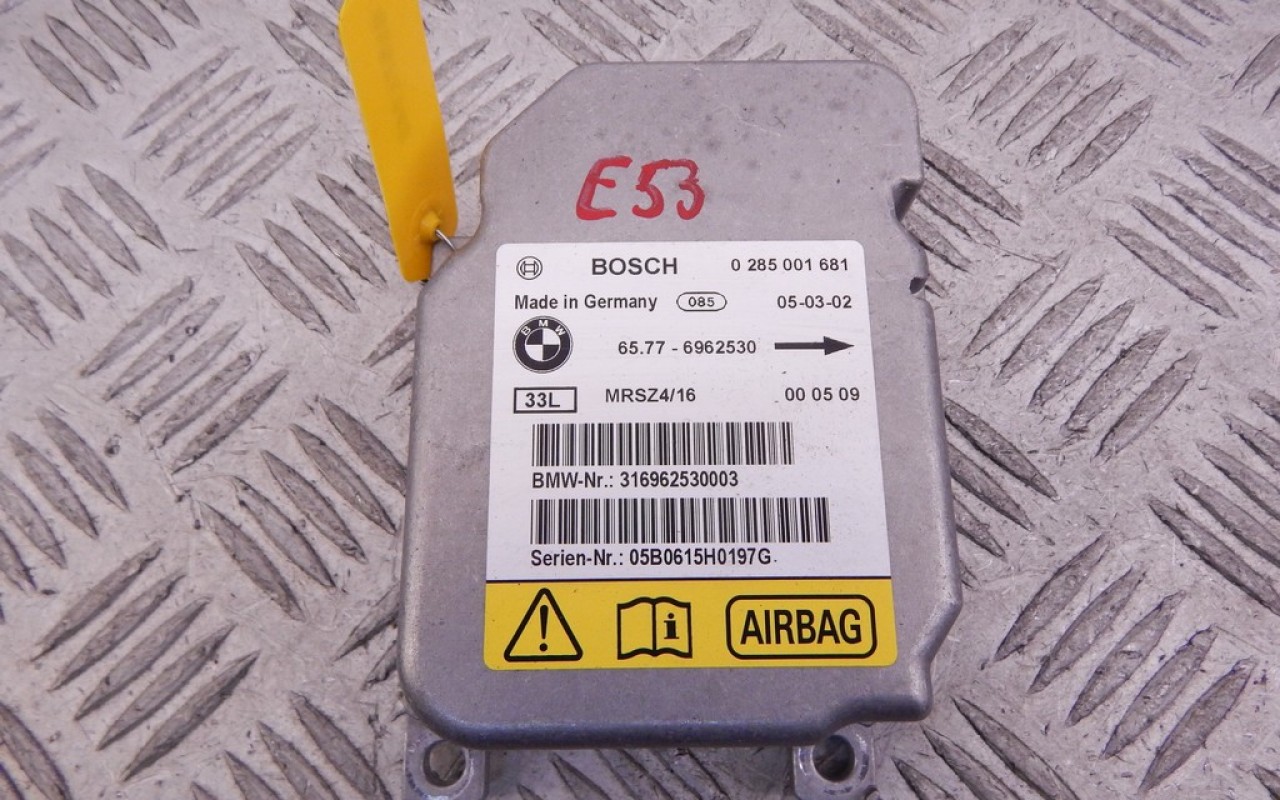 E53
BOSCH 0 285 001 681
Made in Germany 085 05-03-02
BMW
65.77 - 6962530
33L MRSZ4/16 00 05 09
BMW-Nr.: 316962530003
Serien-Nr.: 05B0615H0197G
! i AIRBAG